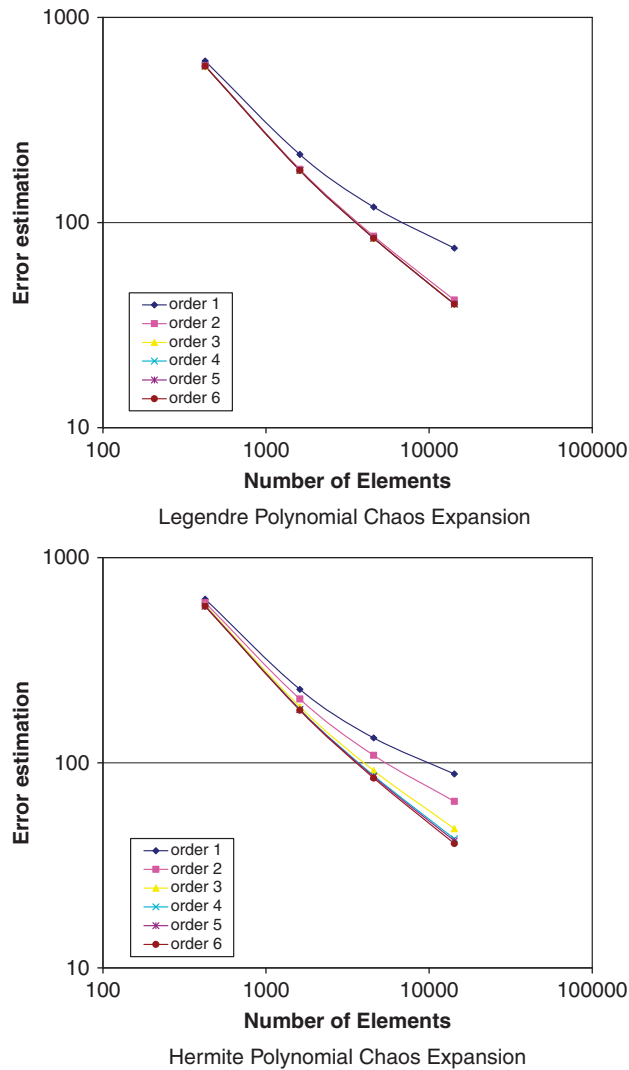 1000
100
10
Error estimation
order 1
order 2
order 3
order 4
order 5
order 6
100 1000 10000 100000
Number of Elements
Legendre Polynomial Chaos Expansion
1000
100
10
Error estimation
order 1
order 2
order 3
order 4
order 5
order 6
100 1000 10000 100000
Number of Elements
Hermite Polynomial Chaos Expansion